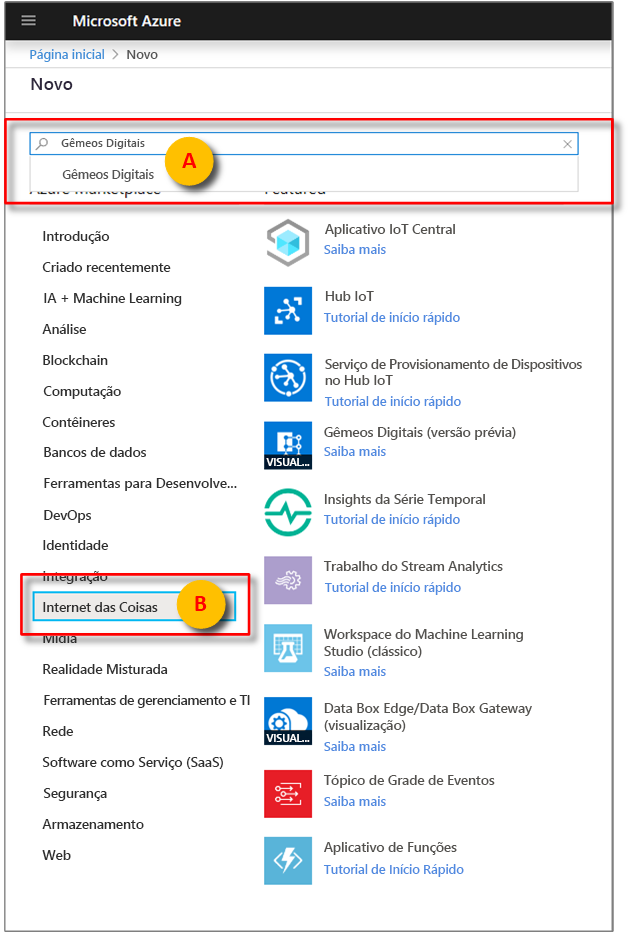 Microsoft Azure
Página inicial > Novo
Novo
Gêmeos Digitais
A
Gêmeos Digitais
Azure Marketplace
Featured
Introdução
Criado recentemente
IA + Machine Learning
Análise
Blockchain
Computação
Contêineres
Bancos de dados
Ferramentas para Desenvolve...
DevOps
Identidade
Integração
Internet das Coisas
B
Mídia
Realidade Misturada
Ferramentas de gerenciamento e TI
Rede
Software como Serviço (SaaS)
Segurança
Armazenamento
Web
Aplicativo IoT Central
Saiba mais
Hub IoT
Tutorial de início rápido
Serviço de Provisionamento de Dispositivos
no Hub IoT
Tutorial de início rápido
VISUAL...
Gêmeos Digitais (versão prévia)
Saiba mais
Insights da Série Temporal
Tutorial de início rápido
Trabalho do Stream Analytics
Tutorial de início rápido
Workspace do Machine Learning
Studio (clássico)
Saiba mais
VISUAL...
Data Box Edge/Data Box Gateway
(visualização)
Saiba mais
Tópico de Grade de Eventos
Saiba mais
Aplicativo de Funções
Tutorial de Início Rápido